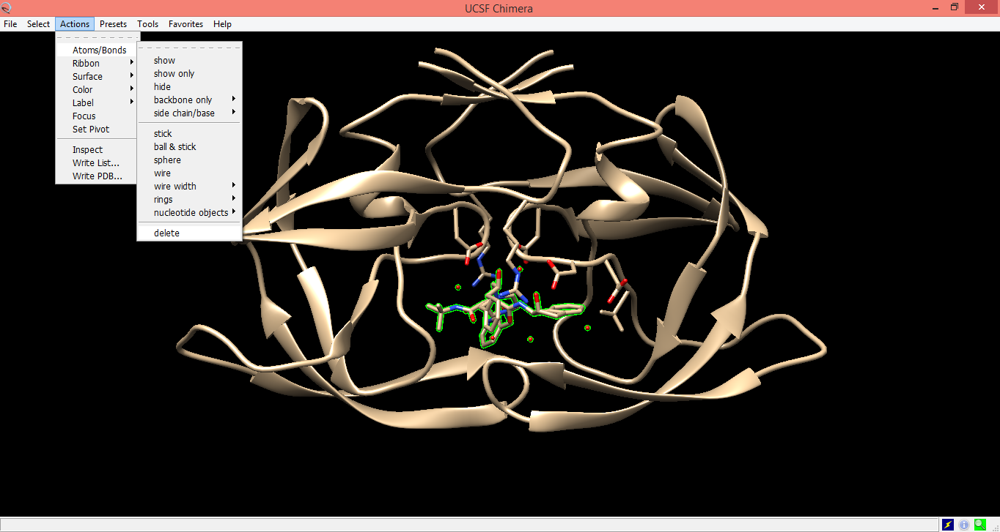 UCSF Chimera
File Select Actions Presets Tools Favorites Help
Atoms/Bonds
Ribbon
Surface
Color
Label
Focus
Set Pivot
Inspect
Write List...
Write PDB...
show
show only
hide
backbone only
side chain/base
stick
ball & stick
sphere
wire
wire width
rings
nucleotide objects
delete